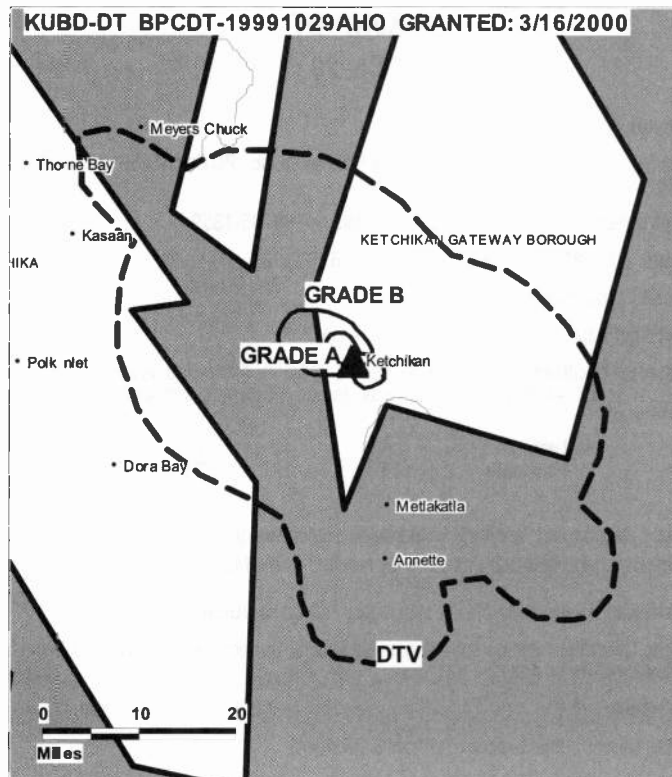 KUBD-DT BPCDT-19991029AHO GRANTED: 3/16/2000
Meyers Chuck
Thorne Bay
Kasaan
KETCHIKAN GATEWAY BOROUGH
HIKA
GRADE B
GRADE A
Ketchikan
Polk nlet
Dora Bay
Metlakatla
Annette
DTV
0 10 20
Miles